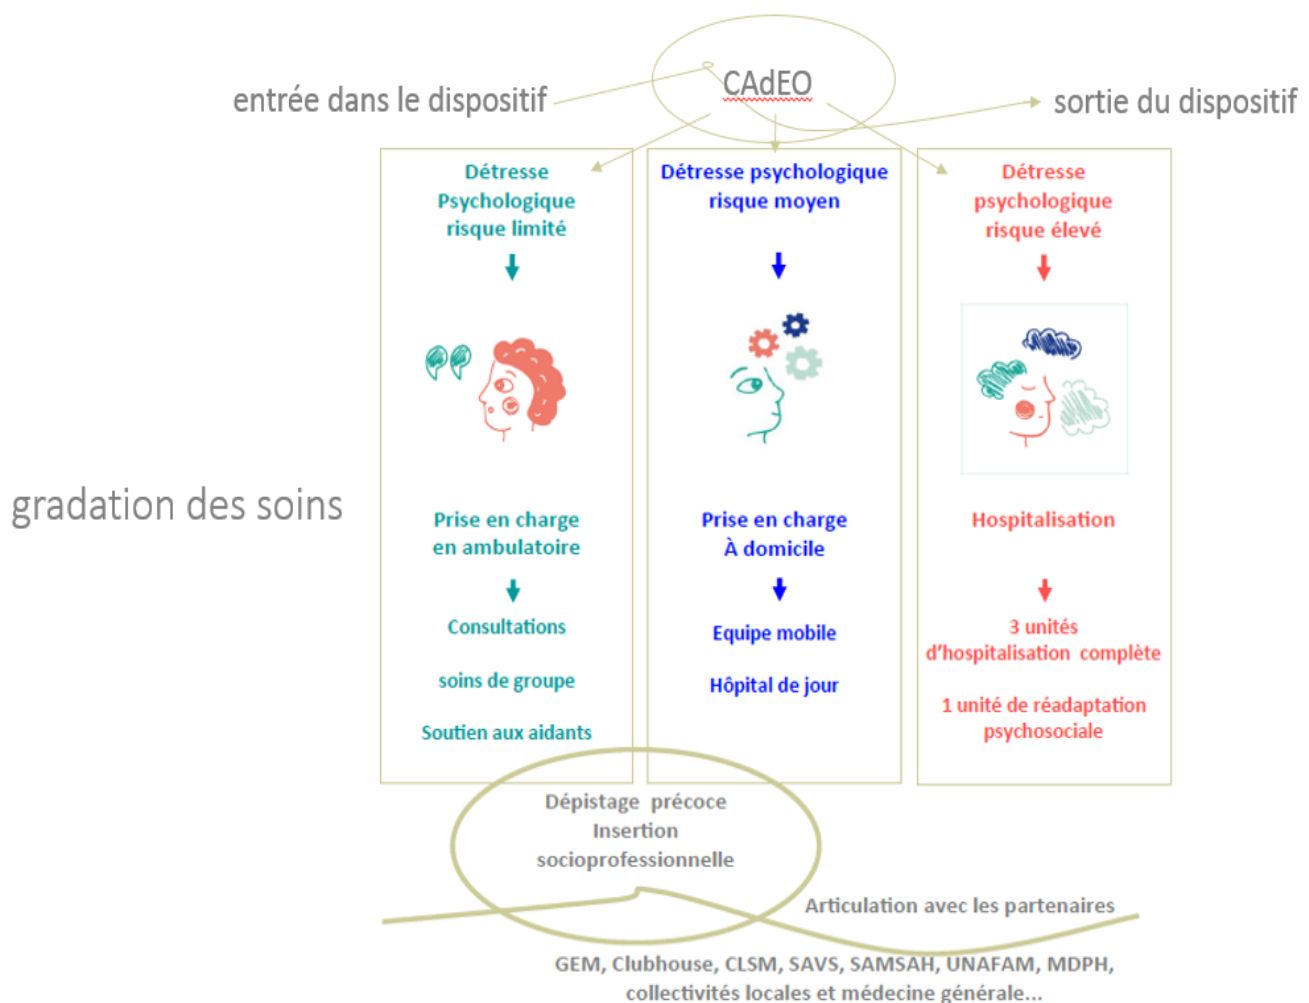 CAdEO
entrée dans le dispositif
sortie du dispositif
Détresse
Psychologique
risque limité
Détresse psychologique
risque moyen
Détresse
psychologique
risque élevé
gradation des soins
Prise en charge
en ambulatoire
Prise en charge
À domicile
Hospitalisation
Consultations
soins de groupe
Soutien aux aidants
Equipe mobile
Hôpital de jour
3 unités
d'hospitalisation complète
1 unité de réadaptation
psychosociale
Dépistage précoce
Insertion
socioprofessionnelle
Articulation avec les partenaires
GEM, Clubhouse, CLSM, SAVS, SAMSAH, UNAFAM, MDPH,
collectivités locales et médecine générale...